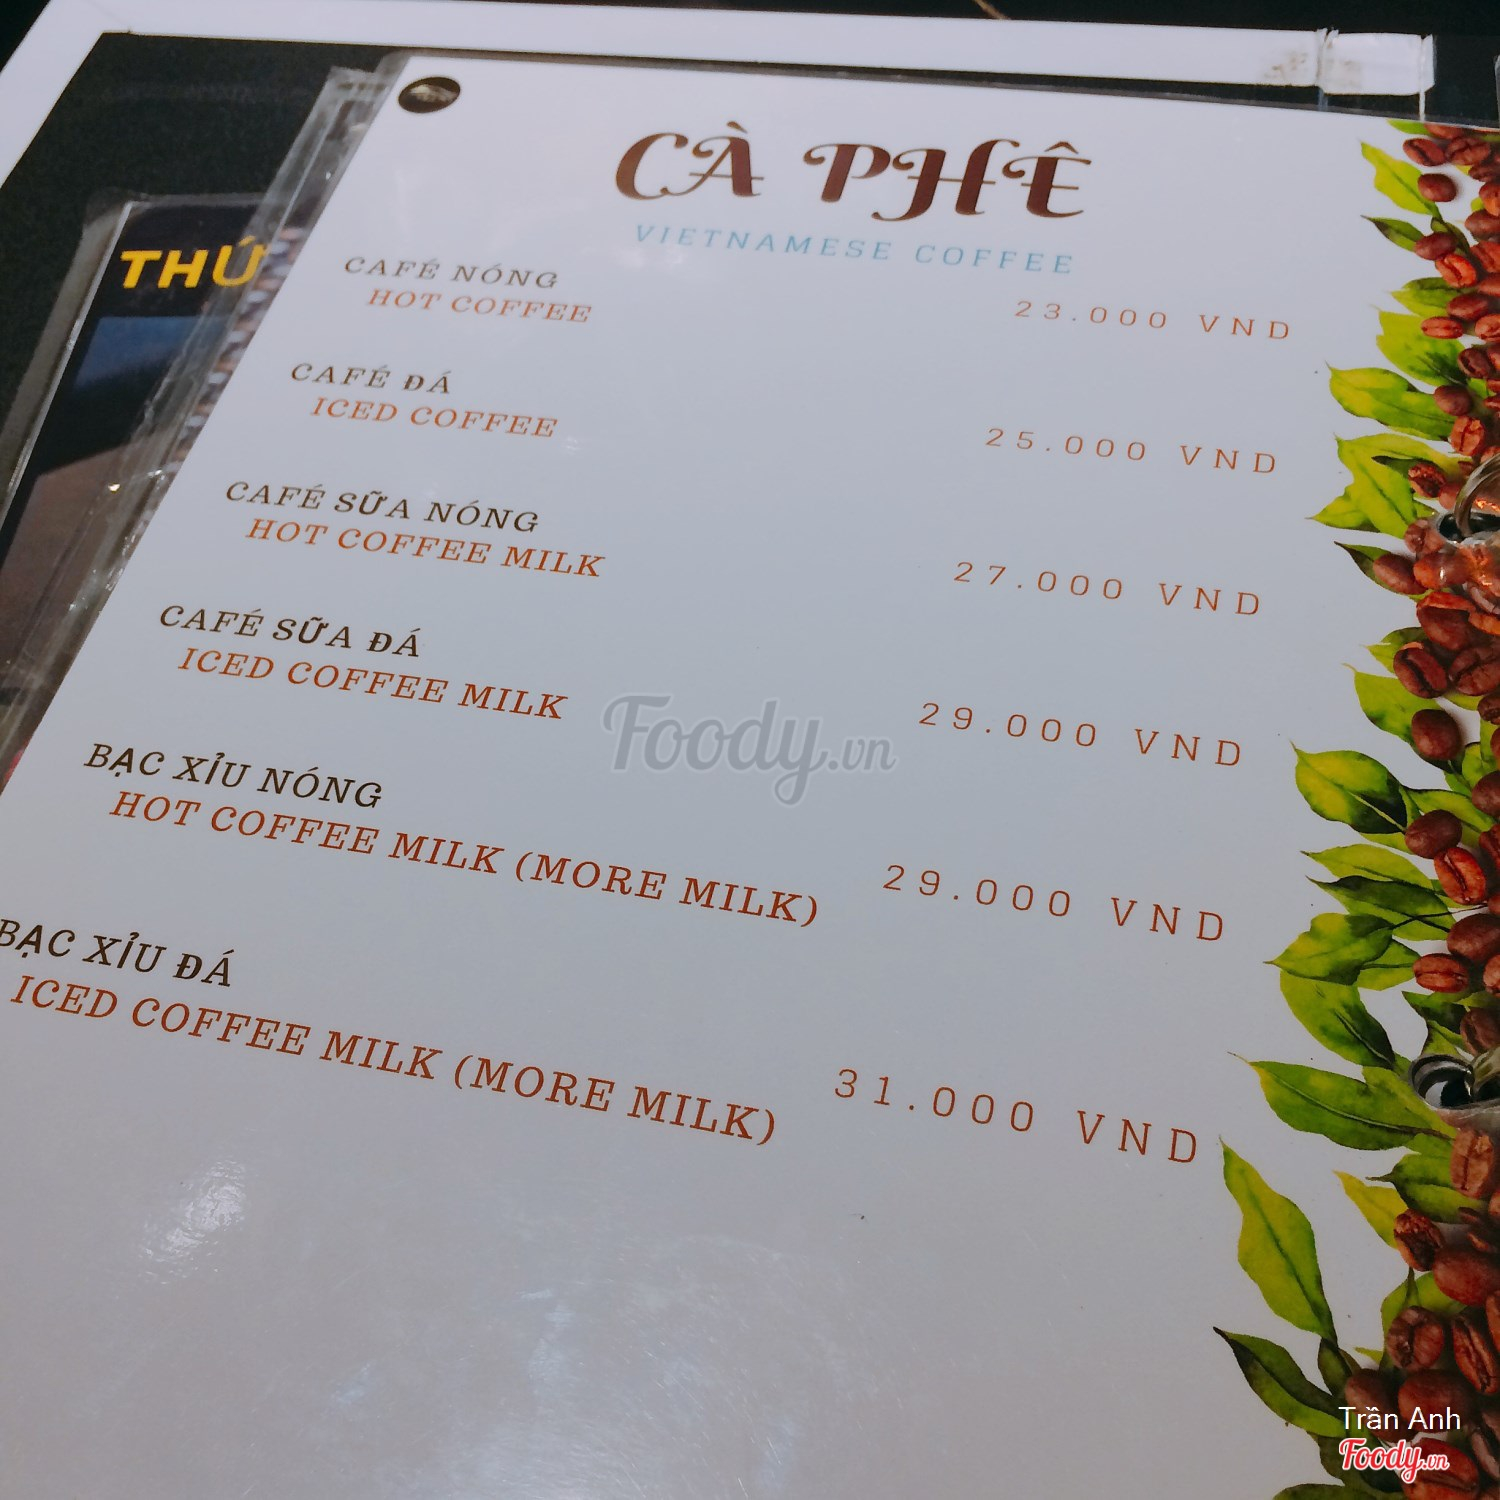 CÀ PHÊ
VIETNAMESE COFFEE
CAFÉ NÓNG
HOT COFFEE
23.000 VND
CAFÉ ĐÁ
ICED COFFEE
25.000 VND
CAFÉ SỮA NÓNG
HOT COFFEE MILK
27.000 VND
CAFÉ SỮA ĐÁ
ICED COFFEE MILK
29.000 VND
BẠC XỈU NÓNG
HOT COFFEE MILK (MORE MILK)
29.000 VND
BẠC XỈU ĐÁ
ICED COFFEE MILK (MORE MILK)
31.000 VND
THỨ
Foody.vn
Trần Anh
Foody.vn